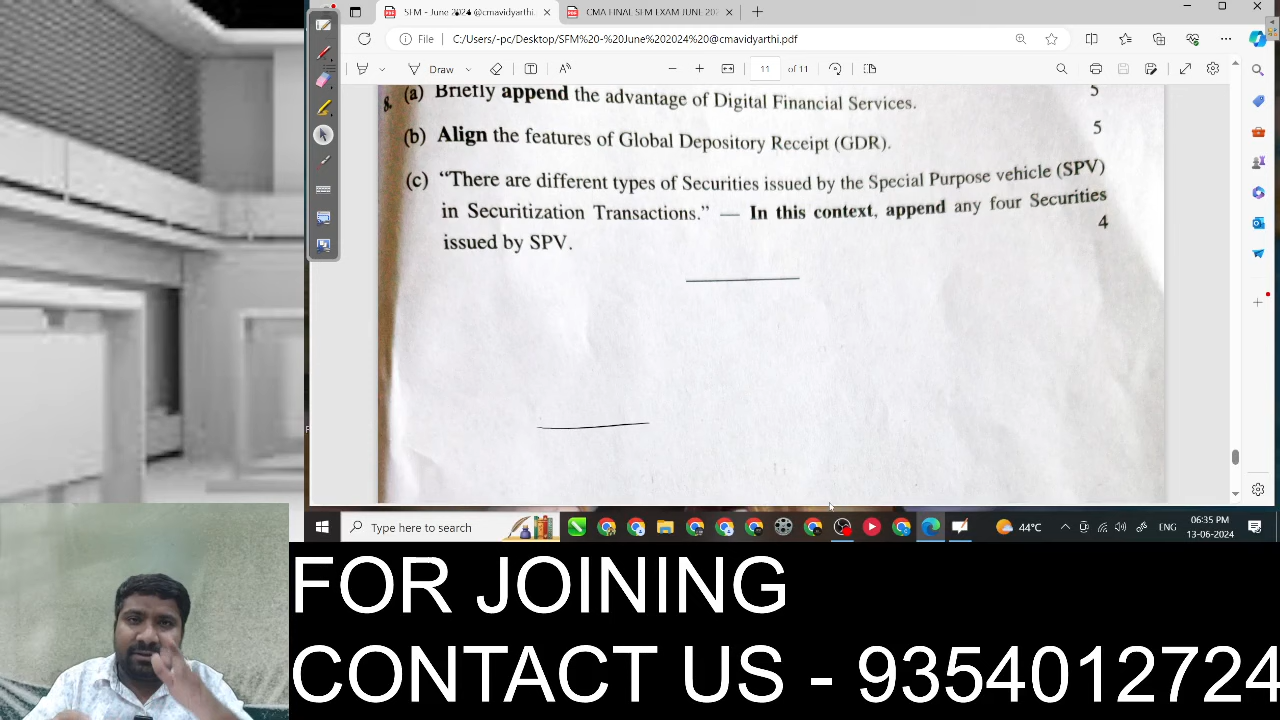 SFM - June 2024 @cmavidyarthi.
CMA FINAL SFM EXAM JUNE 202
File
C:/Users/-pc/Desktop/SFM%20-%20June%202024%20@cmavidyarthi.pdf
Draw
11 of 11
8. (a) Briefly append the advantage of Digital Financial Services. 5
(b) Align the features of Global Depository Receipt (GDR). 5
(c) “There are different types of Securities issued by the Special Purpose vehicle (SPV)
in Securitization Transactions.” — In this context, append any four Securities
issued by SPV. 4
Type here to search
44°C
ENG
06:35 PM
13-06-2024
FOR JOINING
CONTACT US - 9354012724